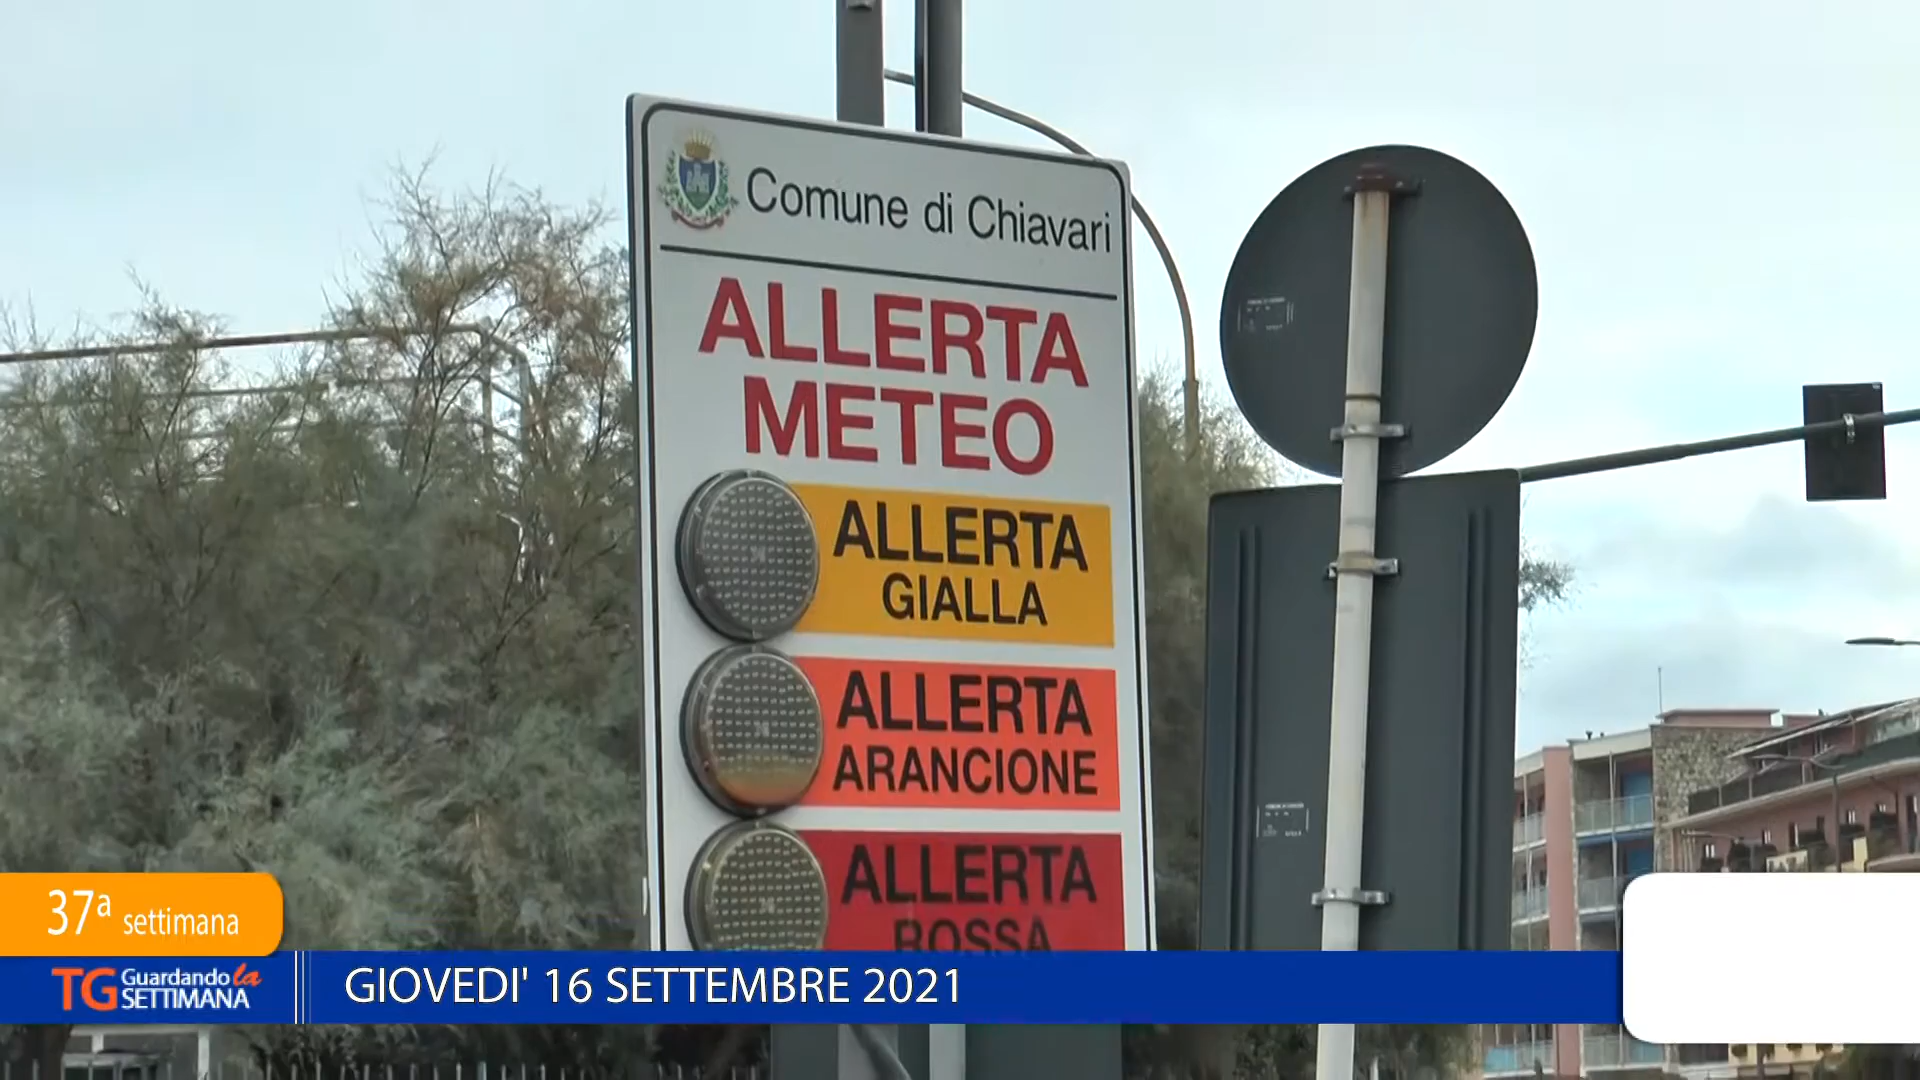 Comune di Chiavari
ALLERTA
METEO
ALLERTA
GIALLA
ALLERTA
ARANCIONE
ALLERTA
ROSSA
37ª settimana
TG Guardando la
SETTIMANA
GIOVEDI' 16 SETTEMBRE 2021